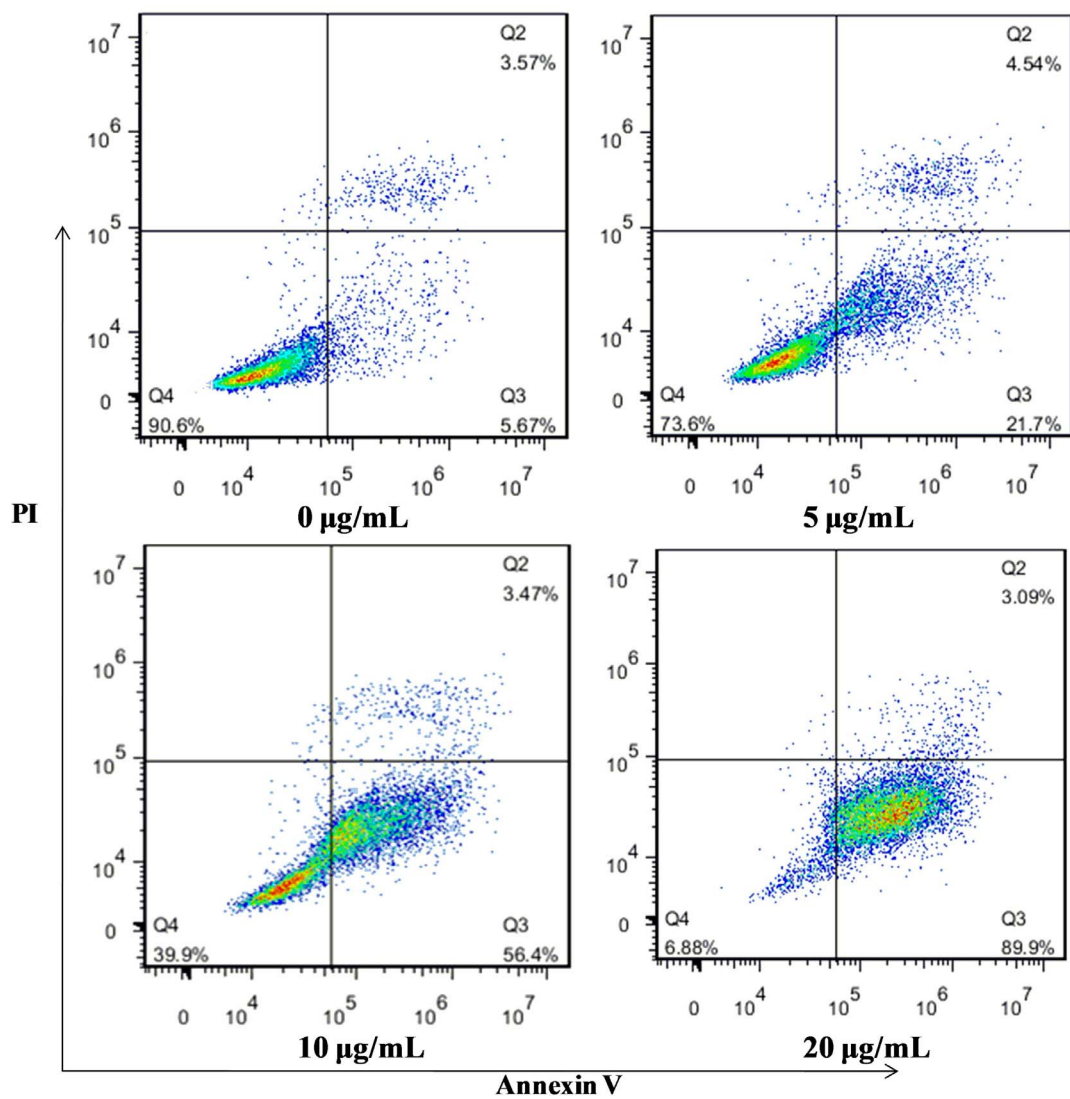 10⁷
Q2
3.57%
10⁶
10⁵
10⁴
0
Q4
90.6%
Q3
5.67%
0 10⁴ 10⁵ 10⁶ 10⁷
0 µg/mL
10⁷
Q2
4.54%
10⁶
10⁵
10⁴
0
Q4
73.6%
Q3
21.7%
0 10⁴ 10⁵ 10⁶ 10⁷
5 µg/mL
PI
10⁷
Q2
3.47%
10⁶
10⁵
10⁴
0
Q4
39.9%
Q3
56.4%
0 10⁴ 10⁵ 10⁶ 10⁷
10 µg/mL
10⁷
Q2
3.09%
10⁶
10⁵
10⁴
0
Q4
6.88%
Q3
89.9%
0 10⁴ 10⁵ 10⁶ 10⁷
20 µg/mL
Annexin V